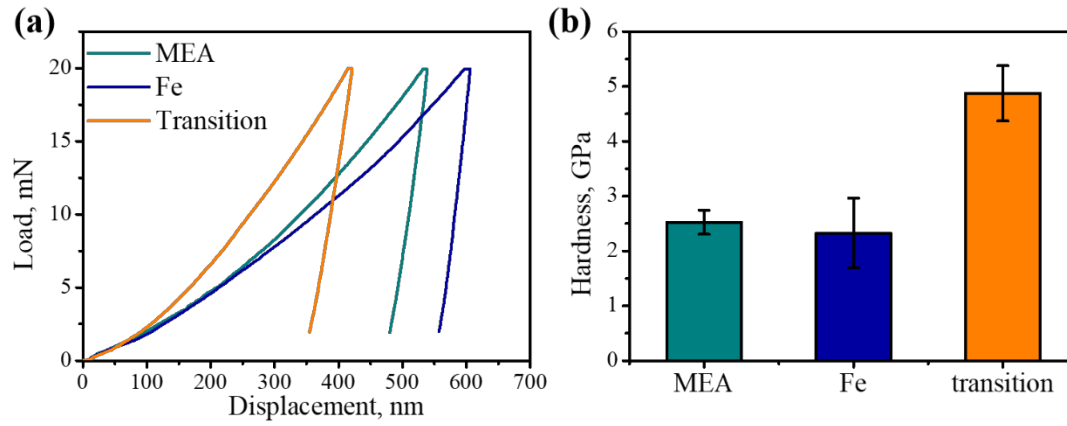 (a)
MEA
Fe
Transition
Load, mN
20
15
10
5
0
0 100 200 300 400 500 600 700
Displacement, nm
(b)
Hardness, GPa
6
5
4
3
2
1
0
MEA Fe transition